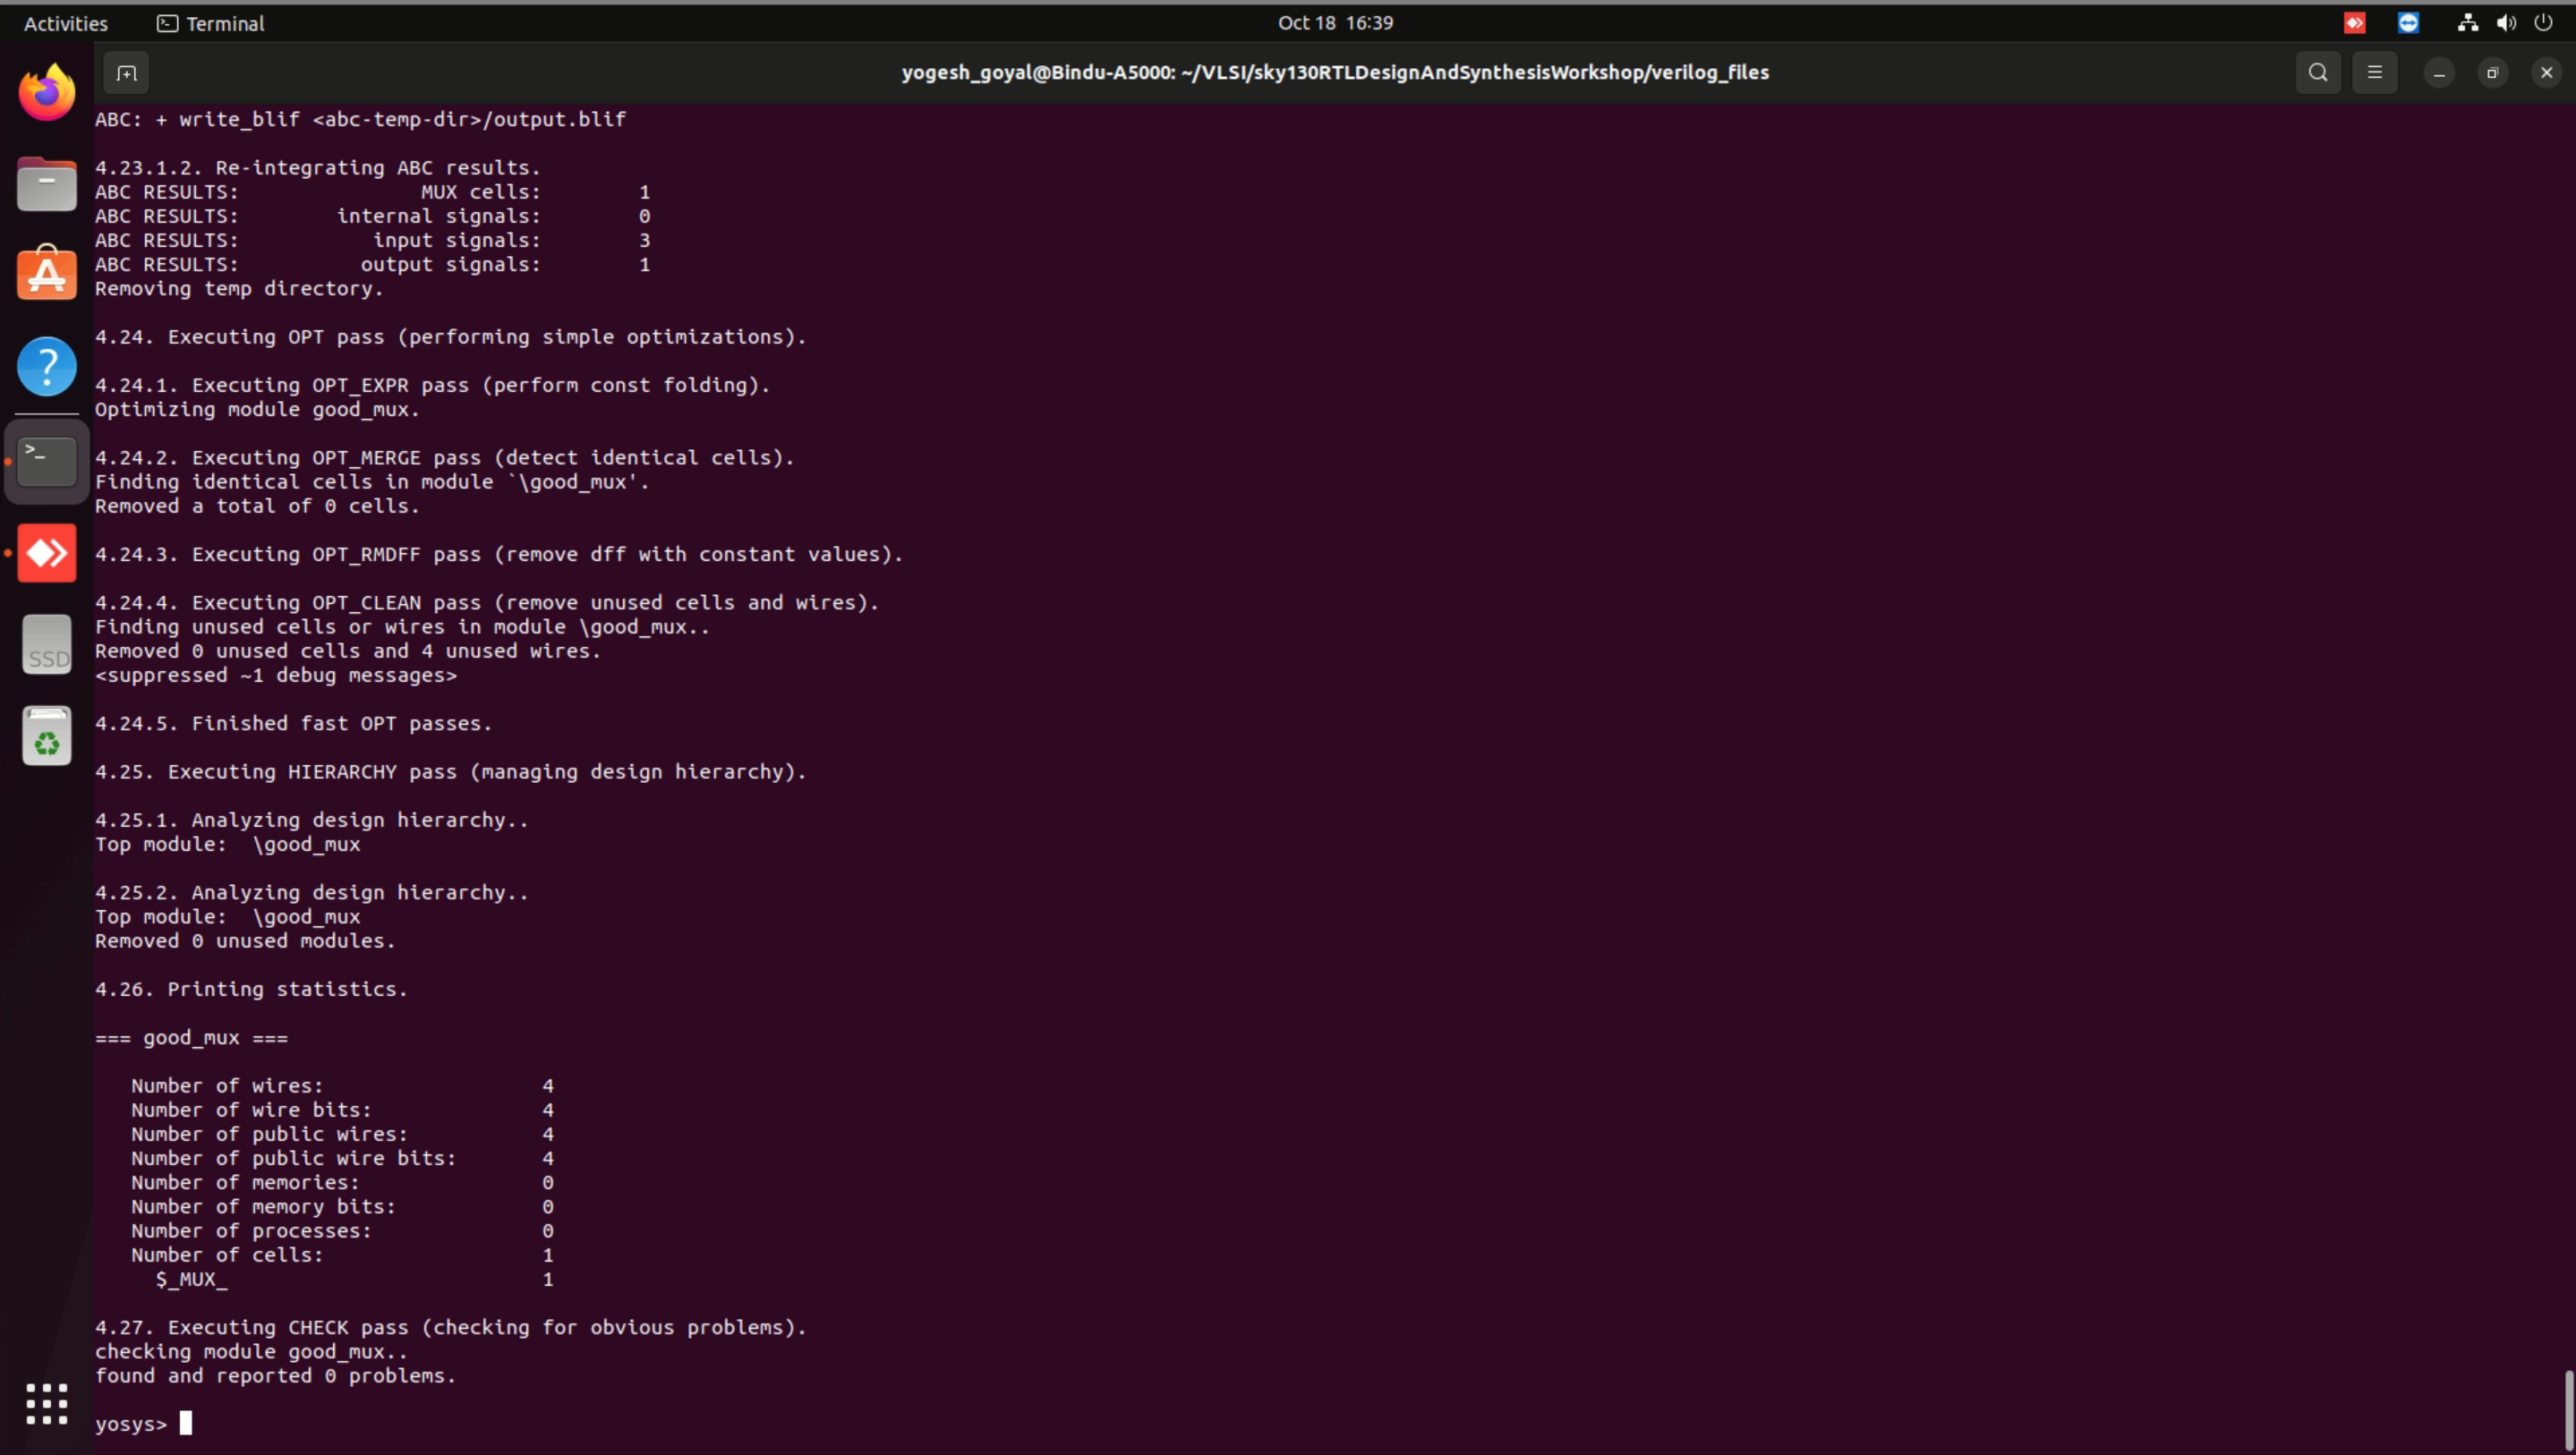 Activities
Terminal
Oct 18 16:39
yogesh_goyal@Bindu-A5000: ~/VLSI/sky130RTLDesignAndSynthesisWorkshop/verilog_files
ABC: + write_blif <abc-temp-dir>/output.blif
4.23.1.2. Re-integrating ABC results.
ABC RESULTS: MUX cells: 1
ABC RESULTS: internal signals: 0
ABC RESULTS: input signals: 3
ABC RESULTS: output signals: 1
Removing temp directory.
4.24. Executing OPT pass (performing simple optimizations).
4.24.1. Executing OPT_EXPR pass (perform const folding).
Optimizing module good_mux.
4.24.2. Executing OPT_MERGE pass (detect identical cells).
Finding identical cells in module `\good_mux'.
Removed a total of 0 cells.
4.24.3. Executing OPT_RMDFF pass (remove dff with constant values).
4.24.4. Executing OPT_CLEAN pass (remove unused cells and wires).
Finding unused cells or wires in module \good_mux..
Removed 0 unused cells and 4 unused wires.
<suppressed ~1 debug messages>
4.24.5. Finished fast OPT passes.
4.25. Executing HIERARCHY pass (managing design hierarchy).
4.25.1. Analyzing design hierarchy..
Top module:  \good_mux
4.25.2. Analyzing design hierarchy..
Top module:  \good_mux
Removed 0 unused modules.
4.26. Printing statistics.
=== good_mux ===
Number of wires: 4
Number of wire bits: 4
Number of public wires: 4
Number of public wire bits: 4
Number of memories: 0
Number of memory bits: 0
Number of processes: 0
Number of cells: 1
$_MUX_ 1
4.27. Executing CHECK pass (checking for obvious problems).
checking module good_mux..
found and reported 0 problems.
yosys>
SSD